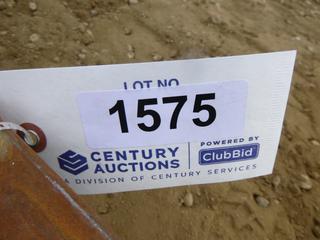 LOT NO.
1575
CENTURY
AUCTIONS
POWERED BY
ClubBid
A DIVISION OF CENTURY SERVICES